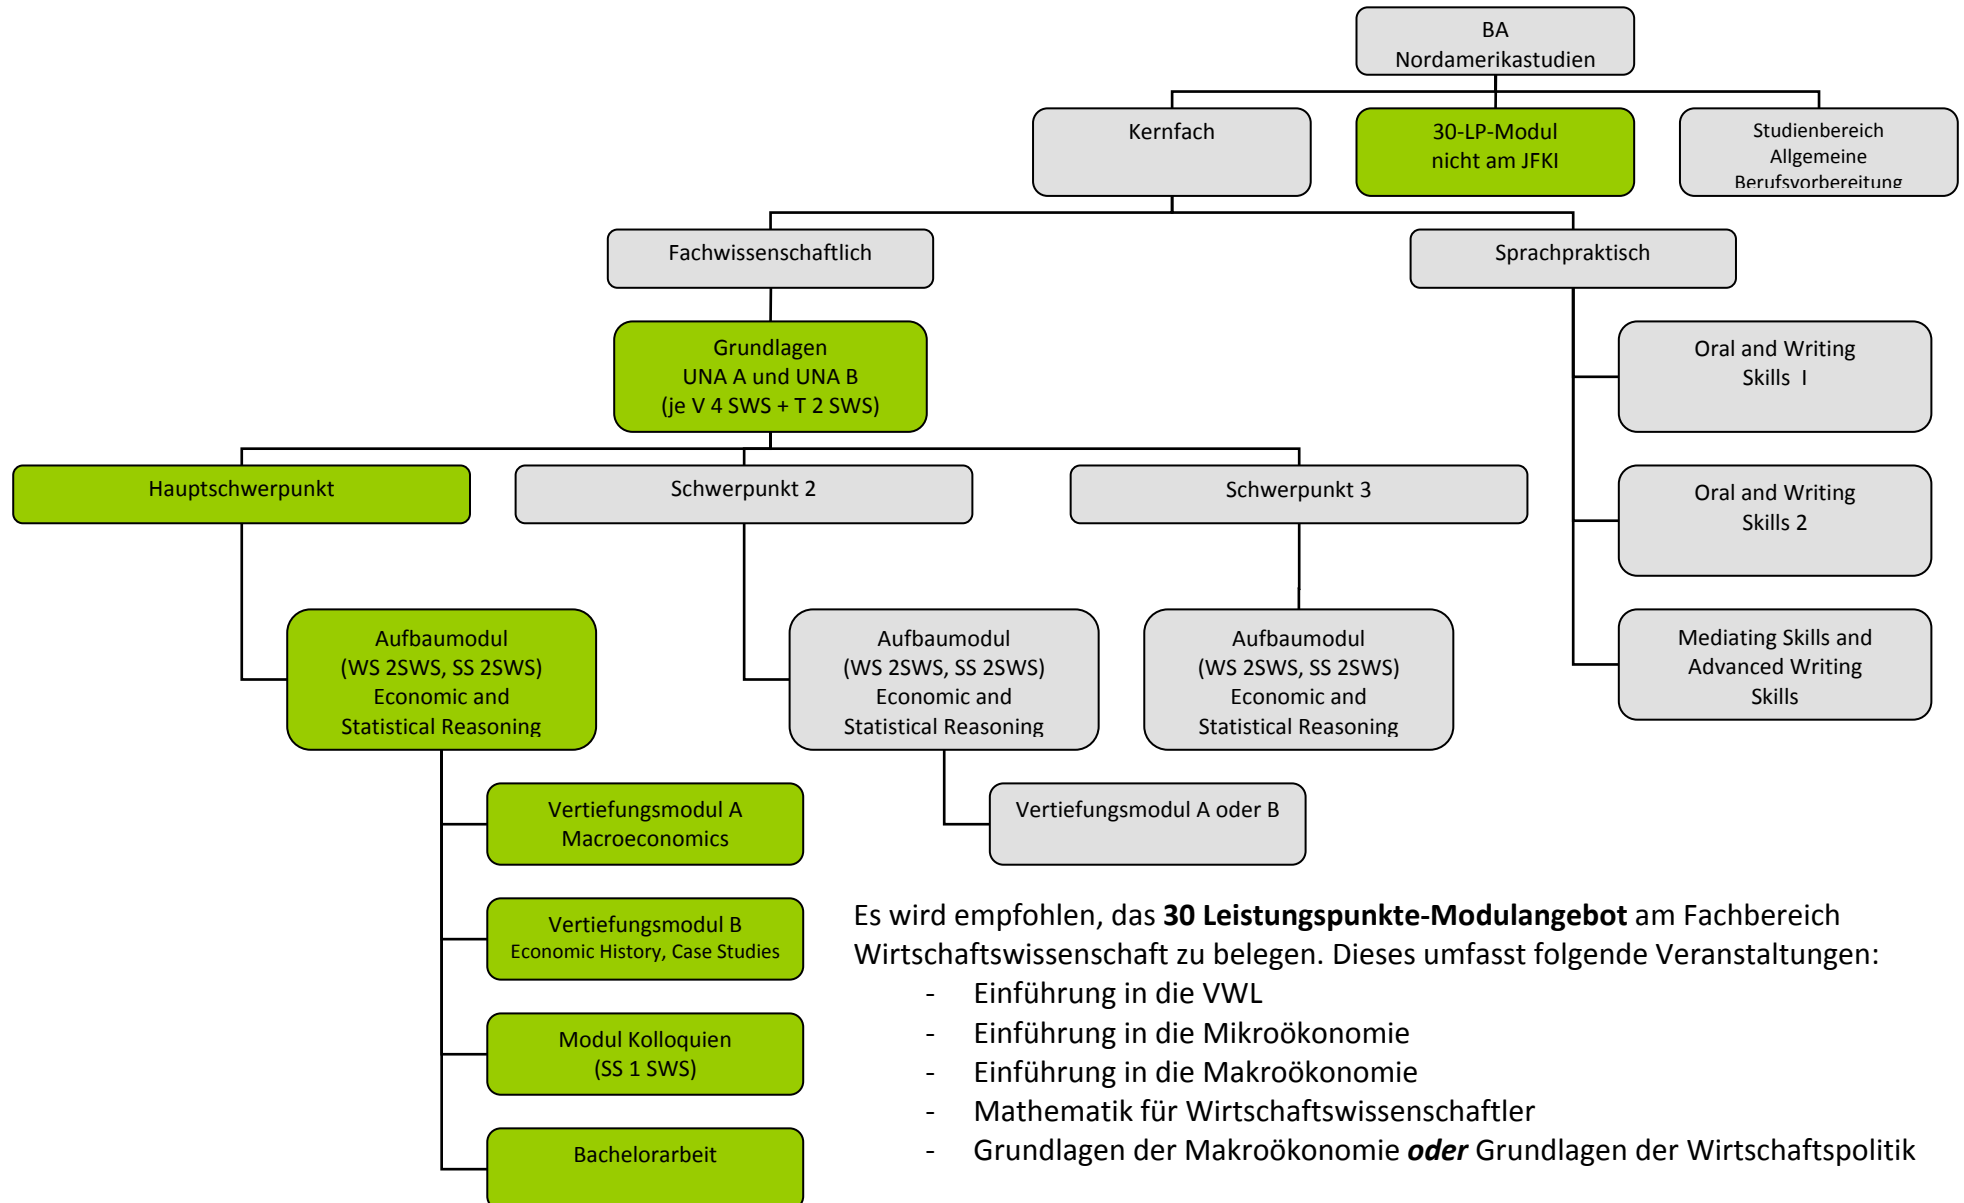 BA
Nordamerikastudien
Kernfach
30-LP-Modul
nicht am JFKI
Studienbereich
Allgemeine
Berufsvorbereitung
Fachwissenschaftlich
Sprachpraktisch
Grundlagen
UNA A und UNA B
(je V 4 SWS + T 2 SWS)
Oral and Writing
Skills I
Hauptschwerpunkt
Schwerpunkt 2
Schwerpunkt 3
Oral and Writing
Skills 2
Aufbaumodul
(WS 2SWS, SS 2SWS)
Economic and
Statistical Reasoning
Aufbaumodul
(WS 2SWS, SS 2SWS)
Economic and
Statistical Reasoning
Aufbaumodul
(WS 2SWS, SS 2SWS)
Economic and
Statistical Reasoning
Mediating Skills and
Advanced Writing
Skills
Vertiefungsmodul A
Macroeconomics
Vertiefungsmodul A oder B
Vertiefungsmodul B
Economic History, Case Studies
Modul Kolloquien
(SS 1 SWS)
Bachelorarbeit
Es wird empfohlen, das 30 Leistungspunkte-Modulangebot am Fachbereich
Wirtschaftswissenschaft zu belegen. Dieses umfasst folgende Veranstaltungen:
- Einführung in die VWL
- Einführung in die Mikroökonomie
- Einführung in die Makroökonomie
- Mathematik für Wirtschaftswissenschaftler
- Grundlagen der Makroökonomie oder Grundlagen der Wirtschaftspolitik